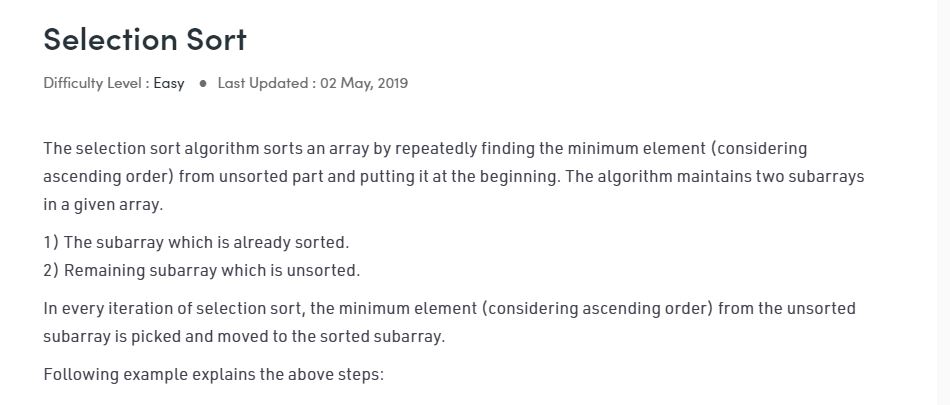 Selection Sort
Difficulty Level : Easy ● Last Updated : 02 May, 2019
The selection sort algorithm sorts an array by repeatedly finding the minimum element (considering
ascending order) from unsorted part and putting it at the beginning. The algorithm maintains two subarrays
in a given array.
1) The subarray which is already sorted.
2) Remaining subarray which is unsorted.
In every iteration of selection sort, the minimum element (considering ascending order) from the unsorted
subarray is picked and moved to the sorted subarray.
Following example explains the above steps: